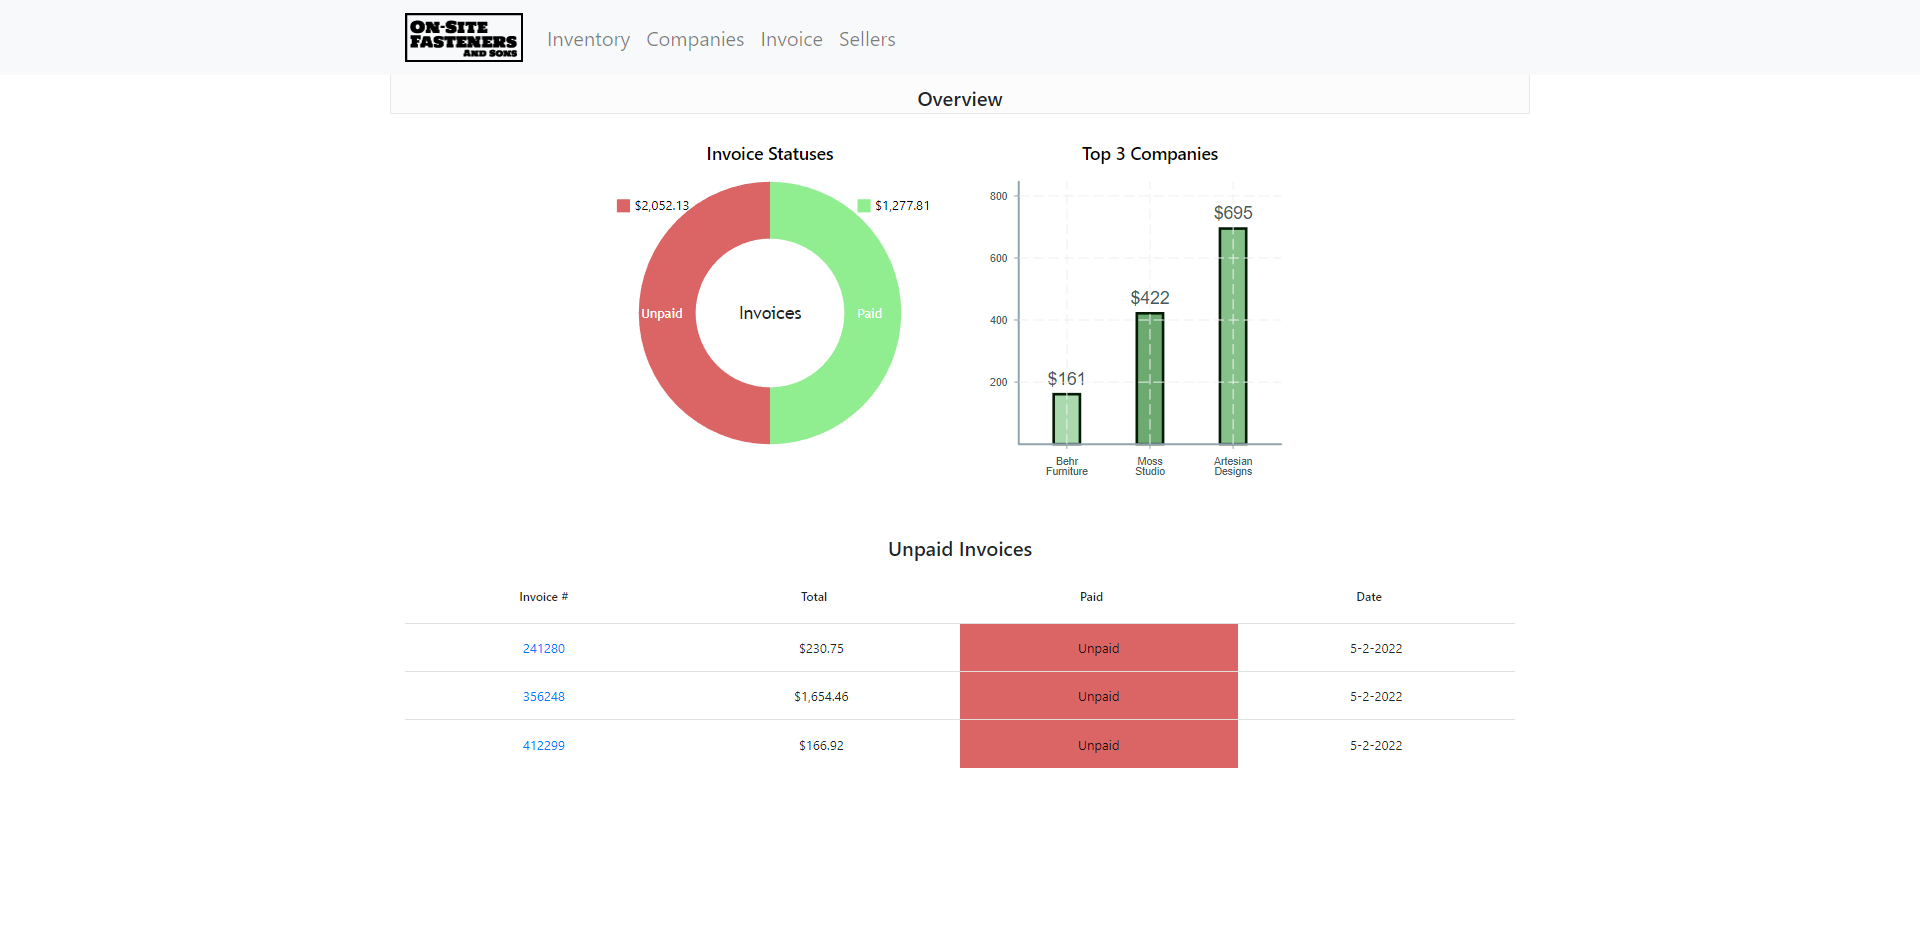 ON-SITE
FASTENERS
AND SONS
Inventory Companies Invoice Sellers
Overview
Invoice Statuses
$2,052.13
$1,277.81
Unpaid
Invoices
Paid
Top 3 Companies
800
600
400
200
$161
$422
$695
Behr
Furniture
Moss
Studio
Artesian
Designs
Unpaid Invoices
Invoice # Total Paid Date
241280 $230.75 Unpaid 5-2-2022
356248 $1,654.46 Unpaid 5-2-2022
412299 $166.92 Unpaid 5-2-2022